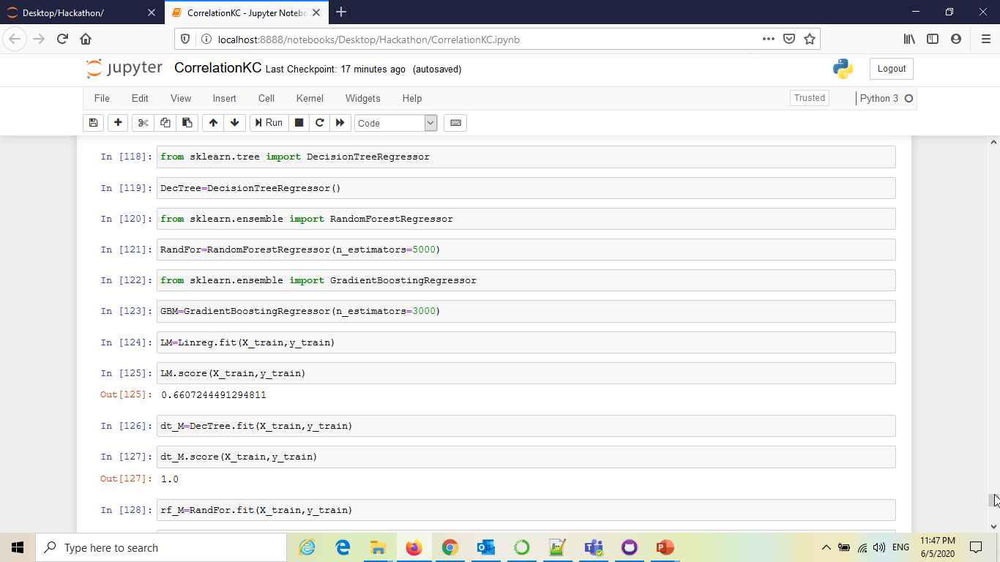 Desktop/Hackathon/
CorrelationKC - Jupyter Notebo
localhost:8888/notebooks/Desktop/Hackathon/CorrelationKC.ipynb
jupyter CorrelationKC Last Checkpoint: 17 minutes ago (autosaved)
Logout
File Edit View Insert Cell Kernel Widgets Help
Trusted
Python 3
Run
Code
In [118]: from sklearn.tree import DecisionTreeRegressor
In [119]: DecTree=DecisionTreeRegressor()
In [120]: from sklearn.ensemble import RandomForestRegressor
In [121]: RandFor=RandomForestRegressor(n_estimators=5000)
In [122]: from sklearn.ensemble import GradientBoostingRegressor
In [123]: GBM=GradientBoostingRegressor(n_estimators=3000)
In [124]: LM=Linreg.fit(X_train,y_train)
In [125]: LM.score(X_train,y_train)
Out[125]: 0.6607244491294811
In [126]: dt_M=DecTree.fit(X_train,y_train)
In [127]: dt_M.score(X_train,y_train)
Out[127]: 1.0
In [128]: rf_M=RandFor.fit(X_train,y_train)
Type here to search
ENG
11:47 PM
6/5/2020